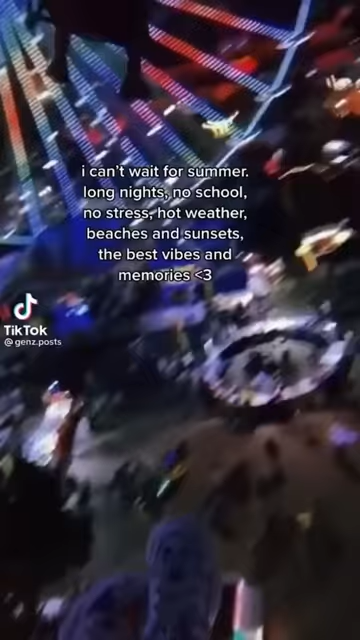 i can't wait for summer.
long nights, no school,
no stress, hot weather,
beaches and sunsets,
the best vibes and
memories <3
TikTok
@genz.posts